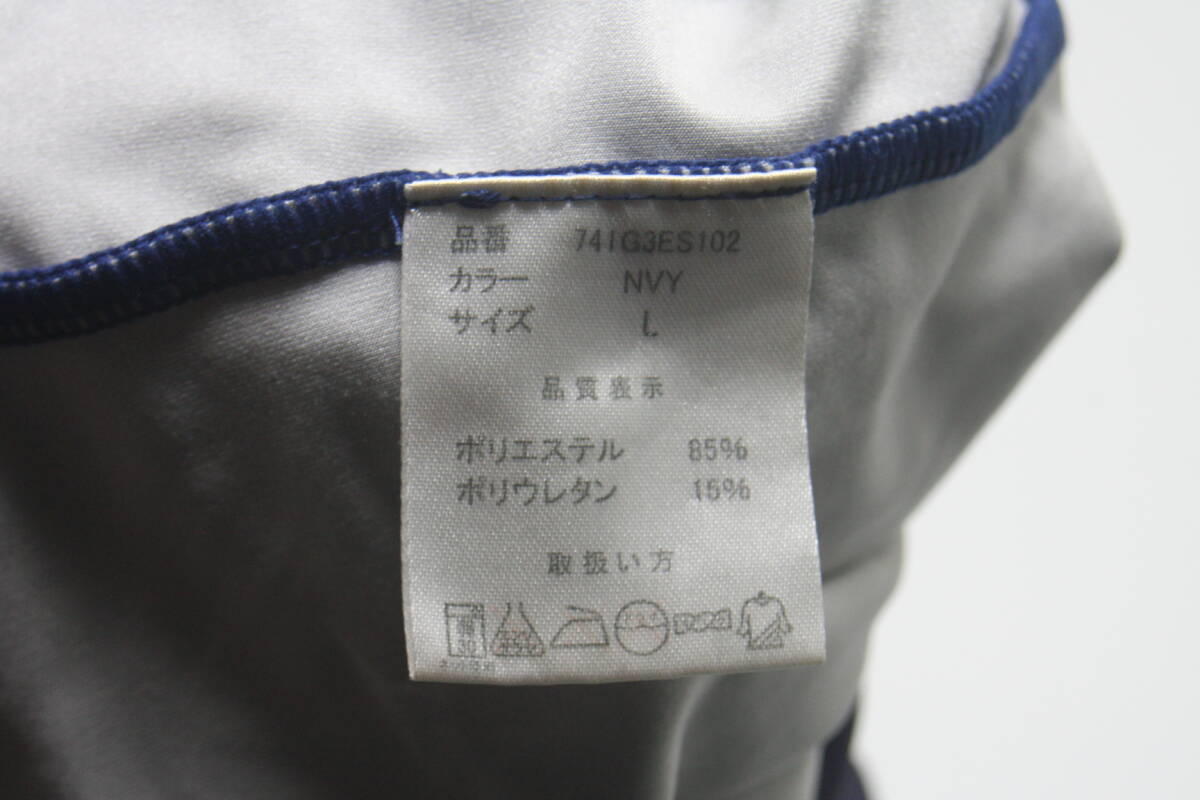 品番 741G3ES102
カラー NVY
サイズ L
品質表示
ポリエステル 85%
ポリウレタン 15%
取扱い方
30